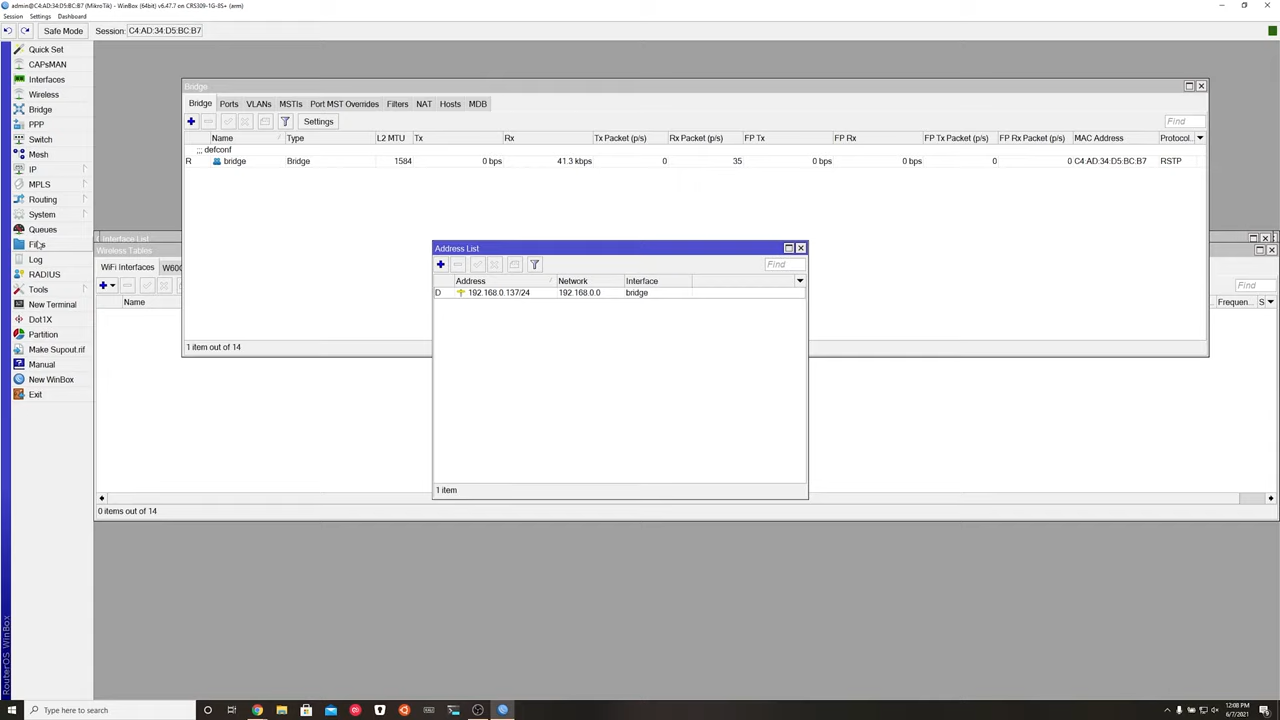 admin@C4:AD:34:D5:BC:B7 (MikroTik) - WinBox (64bit) v6.47.7 on CRS309-1G-8S+ (arm)
Session Settings Dashboard
Safe Mode Session: C4:AD:34:D5:BC:B7
Quick Set
CAPsMAN
Interfaces
Wireless
Bridge
PPP
Switch
Mesh
IP
MPLS
Routing
System
Queues
Files
Log
RADIUS
Tools
New Terminal
Dot1X
Partition
Make Supout.rif
Manual
New WinBox
Exit
RouterOS WinBox
Bridge
Bridge Ports VLANs MSTIs Port MST Overrides Filters NAT Hosts MDB
Settings Find
Name Type L2 MTU Tx Rx Tx Packet (p/s) Rx Packet (p/s) FP Tx FP Rx FP Tx Packet (p/s) FP Rx Packet (p/s) MAC Address Protocol...
;;; defconf
R bridge Bridge 1584 0 bps 41.3 kbps 0 35 0 bps 0 bps 0 0 C4:AD:34:D5:BC:B7 RSTP
1 item out of 14
Interface List
Wireless Tables
WiFi Interfaces W60G
Find
Name Frequen... S
0 items out of 14
Address List
Find
Address Network Interface
D 192.168.0.137/24 192.168.0.0 bridge
1 item
Type here to search
12:08 PM
6/7/2021